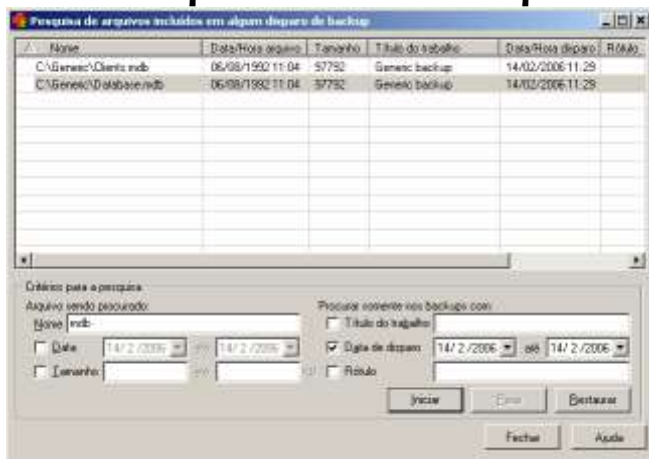 Pesquisa de arquivos incluídos em algum disparo de backup
Nome Data/Hora arquivo Tamanho Título do trabalho Data/Hora disparo Rótulo
C:\Generic\Clients.mdb 06/08/1992 11:04 97792 Generic backup 14/02/2006 11:29
C:\Generic\Database.mdb 06/08/1992 11:04 97792 Generic backup 14/02/2006 11:29
Critérios para a pesquisa
Arquivo sendo procurado: Procurar somente nos backups com:
Nome mdb Título do trabalho
Data 14/ 2 /2006 até 14/ 2 /2006 Data de disparo 14/ 2 /2006 até 14/ 2 /2006
Tamanho até Rótulo
Iniciar Parar Restaurar
Fechar Ajuda